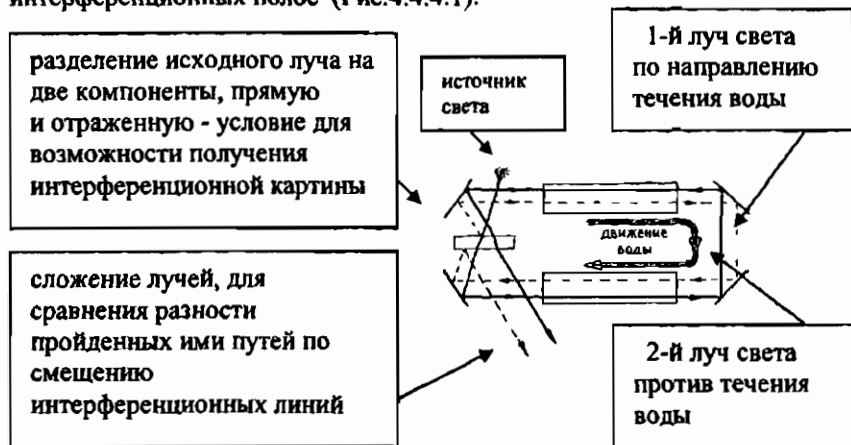 интерференционных полос (Рис.4.4.4.1).
разделение исходного луча на
две компоненты, прямую
и отраженную - условие для
возможности получения
интерференционной картины
источник
света
1-й луч света
по направлению
течения воды
движение
воды
сложение лучей, для
сравнения разности
пройденных ими путей по
смещению
интерференционных линий
2-й луч света
против течения
воды